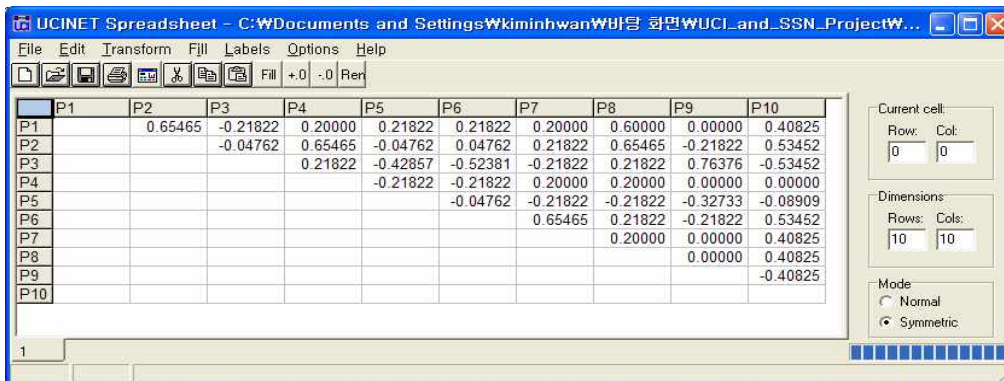 UCINET Spreadsheet - C:₩Documents and Settings₩kiminhwan₩바탕 화면₩UCI_and_SSN_Project₩...
File Edit Transform Fill Labels Options Help
Fill +.0 -.0 Ren
P1 P2 P3 P4 P5 P6 P7 P8 P9 P10
P1 0.65465 -0.21822 0.20000 0.21822 0.21822 0.20000 0.60000 0.00000 0.40825
P2 -0.04762 0.65465 -0.04762 0.04762 0.21822 0.65465 -0.21822 0.53452
P3 0.21822 -0.42857 -0.52381 -0.21822 0.21822 0.76376 -0.53452
P4 -0.21822 -0.21822 0.20000 0.20000 0.00000 0.00000
P5 -0.04762 -0.21822 -0.21822 -0.32733 -0.08909
P6 0.65465 0.21822 -0.21822 0.53452
P7 0.20000 0.00000 0.40825
P8 0.00000 0.40825
P9 -0.40825
P10
1
Current cell:
Row: Col:
0 0
Dimensions
Rows: Cols:
10 10
Mode
Normal
Symmetric